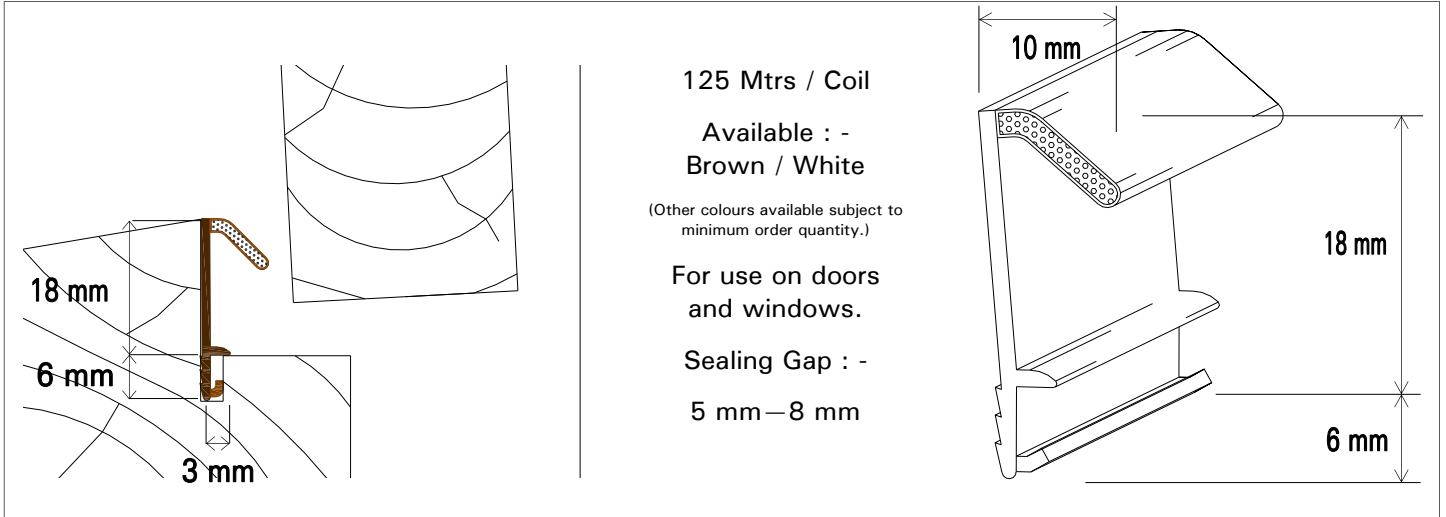 18 mm
6 mm
3 mm
125 Mtrs / Coil
Available : -
Brown / White
(Other colours available subject to
minimum order quantity.)
For use on doors
and windows.
Sealing Gap : -
5 mm—8 mm
10 mm
18 mm
6 mm